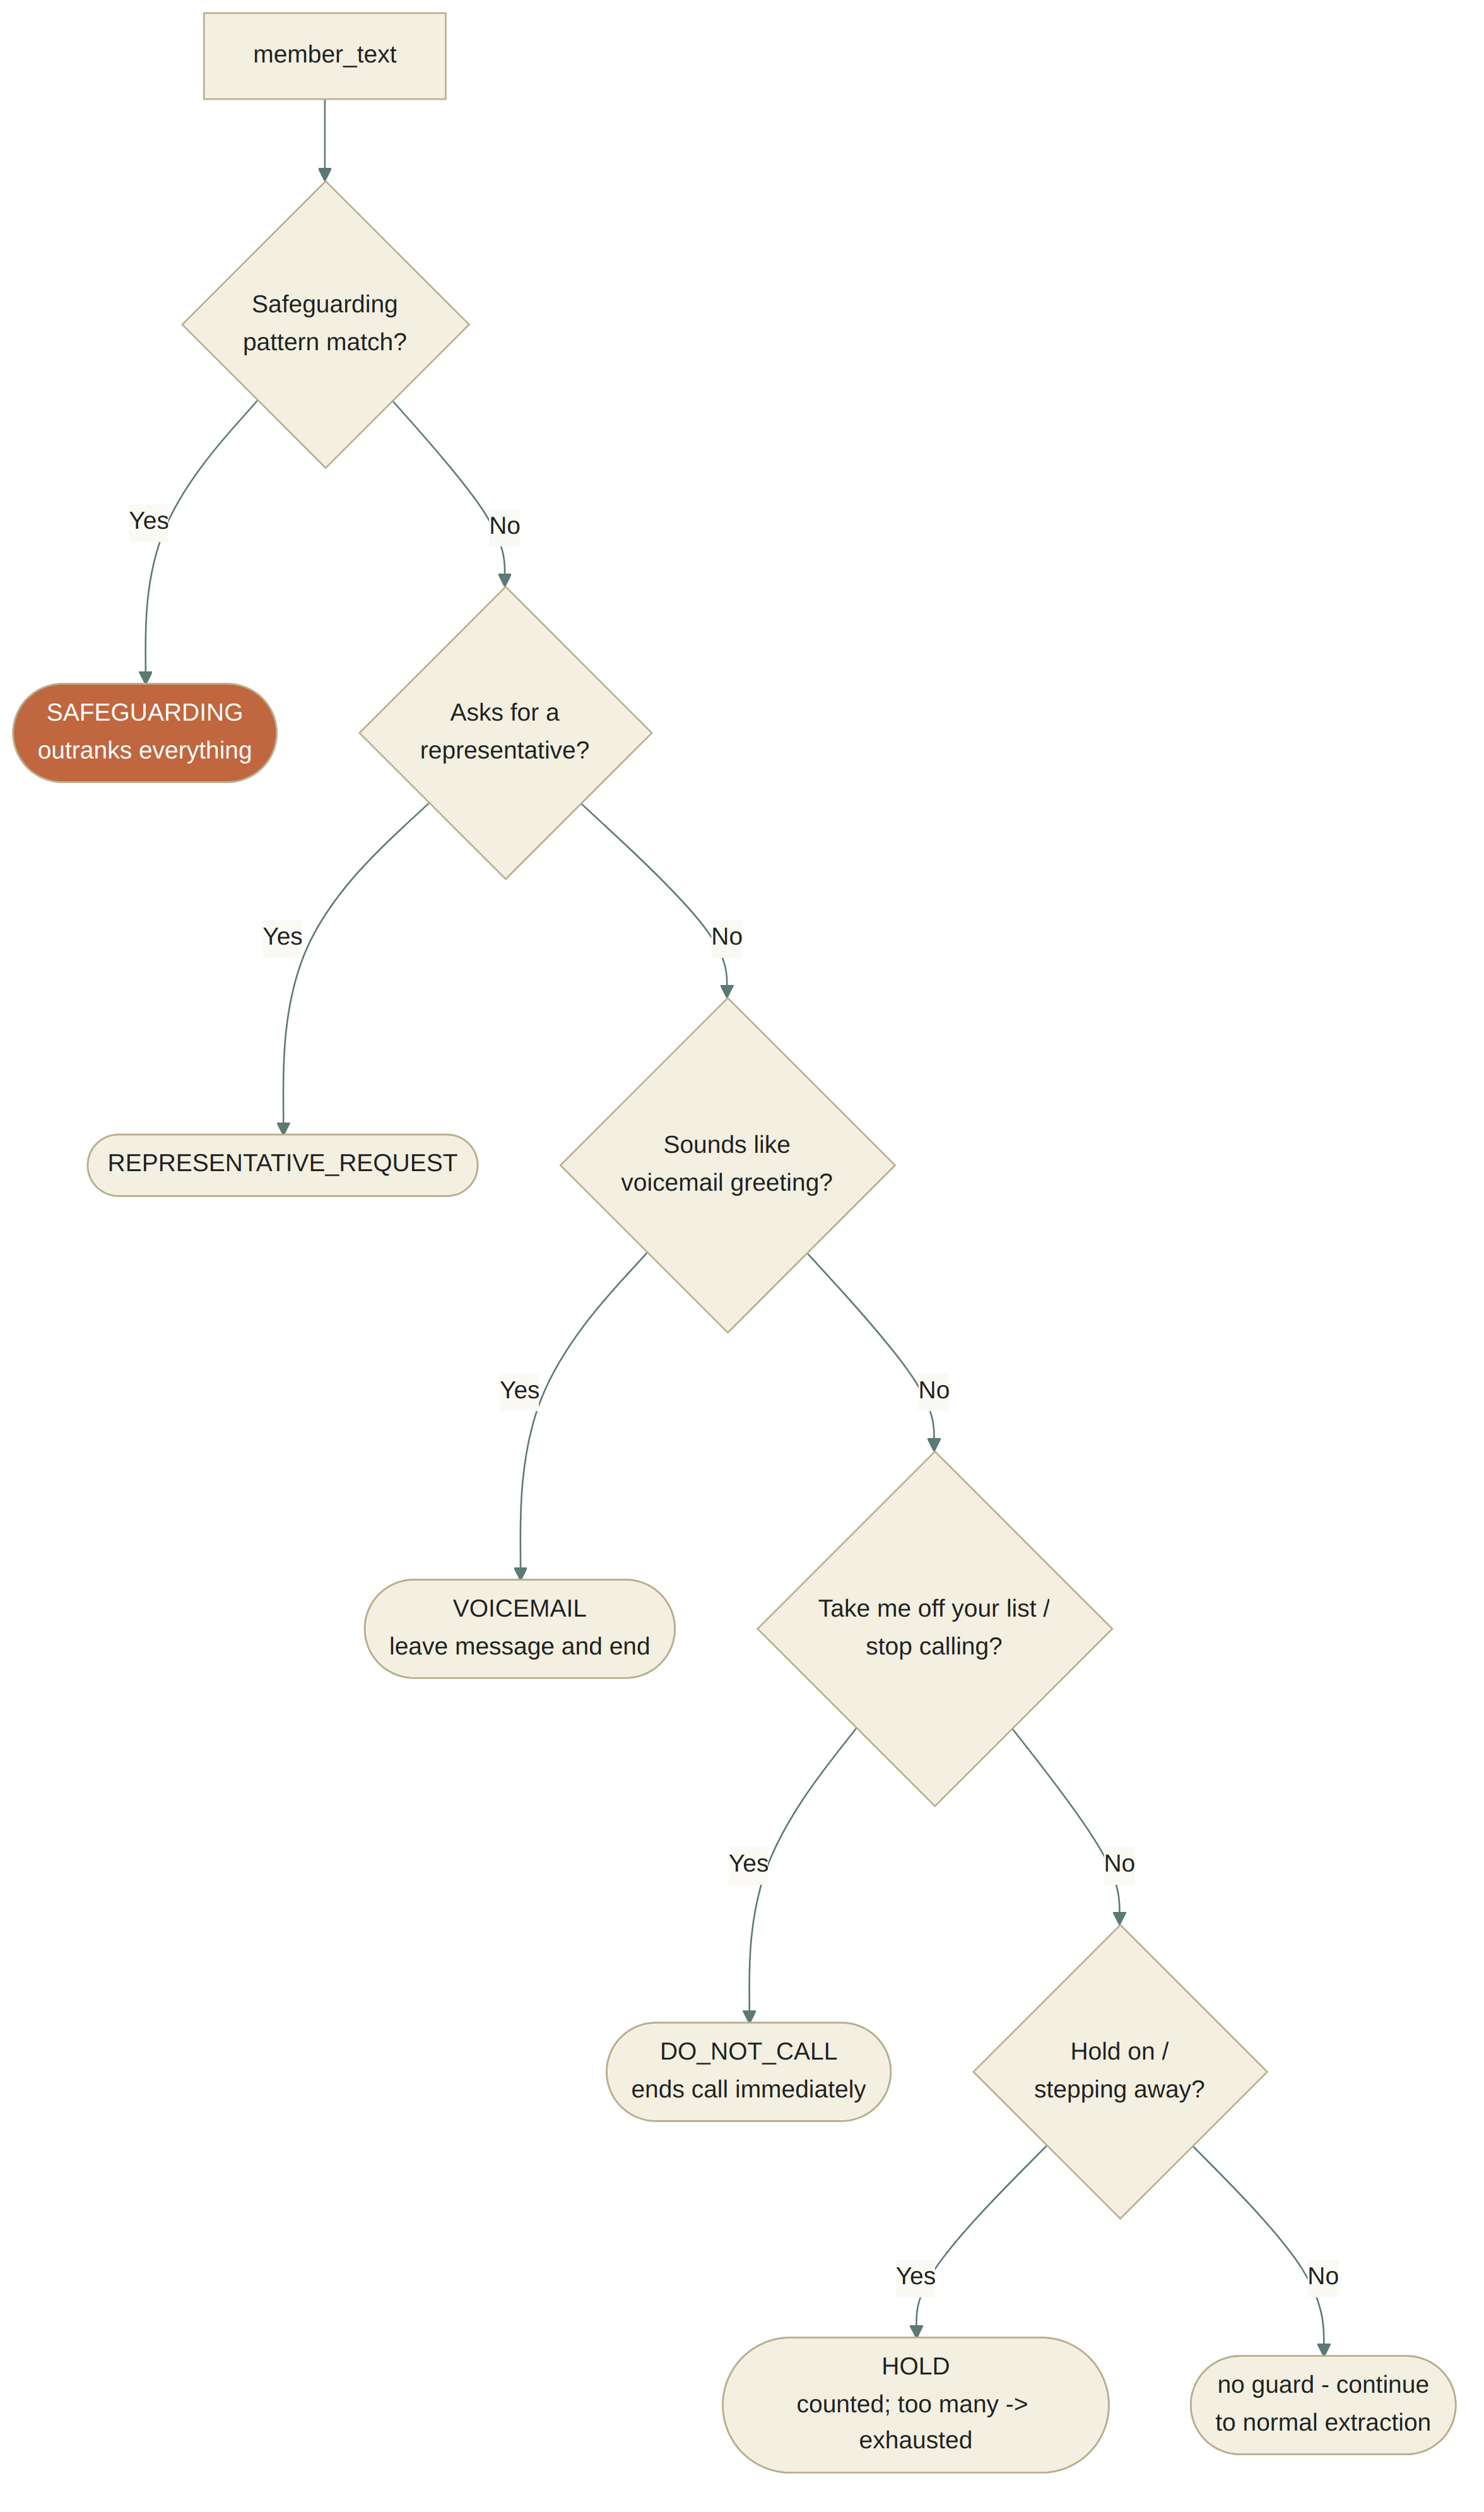 member_text
Safeguarding
pattern match?
Yes
No
SAFEGUARDING
outranks everything
Asks for a
representative?
Yes
No
REPRESENTATIVE_REQUEST
Sounds like
voicemail greeting?
Yes
No
VOICEMAIL
leave message and end
Take me off your list /
stop calling?
Yes
No
DO_NOT_CALL
ends call immediately
Hold on /
stepping away?
Yes
No
HOLD
counted; too many ->
exhausted
no guard - continue
to normal extraction